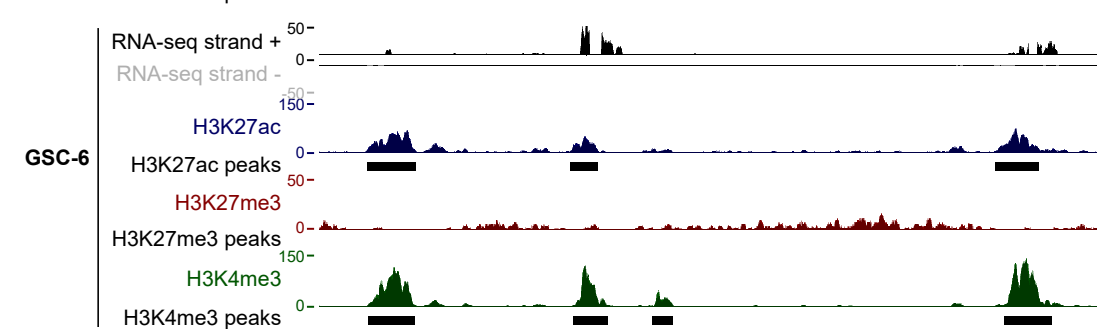 50
RNA-seq strand +
0
RNA-seq strand -
-50
150
H3K27ac
GSC-6
0
H3K27ac peaks
50
H3K27me3
0
H3K27me3 peaks
150
H3K4me3
0
H3K4me3 peaks